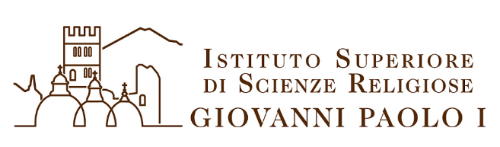 Istituto Superiore
di Scienze Religiose
GIOVANNI PAOLO I